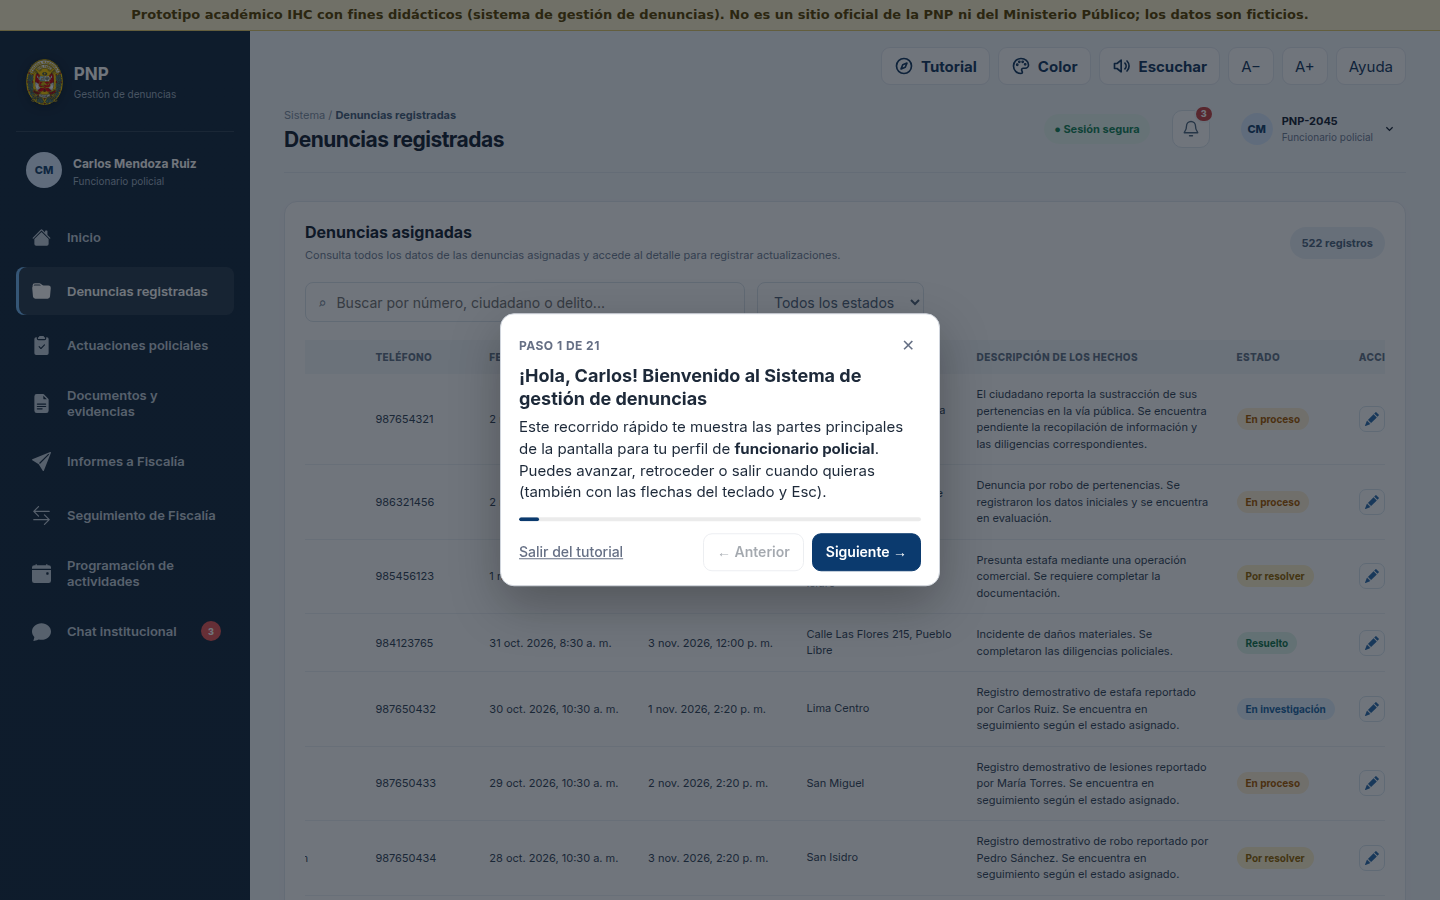 Prototipo académico IHC con fines didácticos (sistema de gestión de denuncias). No es un sitio oficial de la PNP ni del Ministerio Público; los datos son ficticios.
PNP
Gestión de denuncias
CM
Carlos Mendoza Ruiz
Funcionario policial
Inicio
Denuncias registradas
Actuaciones policiales
Documentos y
evidencias
Informes a Fiscalía
Seguimiento de Fiscalía
Programación de
actividades
Chat institucional 3
Tutorial Color Escuchar A− A+ Ayuda
Sistema / Denuncias registradas
Denuncias registradas
● Sesión segura
3
CM
PNP-2045
Funcionario policial
Denuncias asignadas
Consulta todos los datos de las denuncias asignadas y accede al detalle para registrar actualizaciones.
522 registros
Buscar por número, ciudadano o delito...
Todos los estados
TELÉFONO DESCRIPCIÓN DE LOS HECHOS ESTADO ACCI
987654321
El ciudadano reporta la sustracción de sus
pertenencias en la vía pública. Se encuentra
pendiente la recopilación de información y
las diligencias correspondientes.
En proceso
986321456
Denuncia por robo de pertenencias. Se
registraron los datos iniciales y se encuentra
en evaluación.
En proceso
985456123
Presunta estafa mediante una operación
comercial. Se requiere completar la
documentación.
Por resolver
984123765 31 oct. 2026, 8:30 a. m. 3 nov. 2026, 12:00 p. m.
Calle Las Flores 215, Pueblo
Libre
Incidente de daños materiales. Se
completaron las diligencias policiales.
Resuelto
987650432 30 oct. 2026, 10:30 a. m. 1 nov. 2026, 2:20 p. m. Lima Centro
Registro demostrativo de estafa reportado
por Carlos Ruiz. Se encuentra en
seguimiento según el estado asignado.
En investigación
987650433 29 oct. 2026, 10:30 a. m. 2 nov. 2026, 2:20 p. m. San Miguel
Registro demostrativo de lesiones reportado
por María Torres. Se encuentra en
seguimiento según el estado asignado.
En proceso
987650434 28 oct. 2026, 10:30 a. m. 3 nov. 2026, 2:20 p. m. San Isidro
Registro demostrativo de robo reportado por
Pedro Sánchez. Se encuentra en
seguimiento según el estado asignado.
Por resolver
PASO 1 DE 21
✕
¡Hola, Carlos! Bienvenido al Sistema de
gestión de denuncias
Este recorrido rápido te muestra las partes principales
de la pantalla para tu perfil de funcionario policial.
Puedes avanzar, retroceder o salir cuando quieras
(también con las flechas del teclado y Esc).
Salir del tutorial
← Anterior
Siguiente →